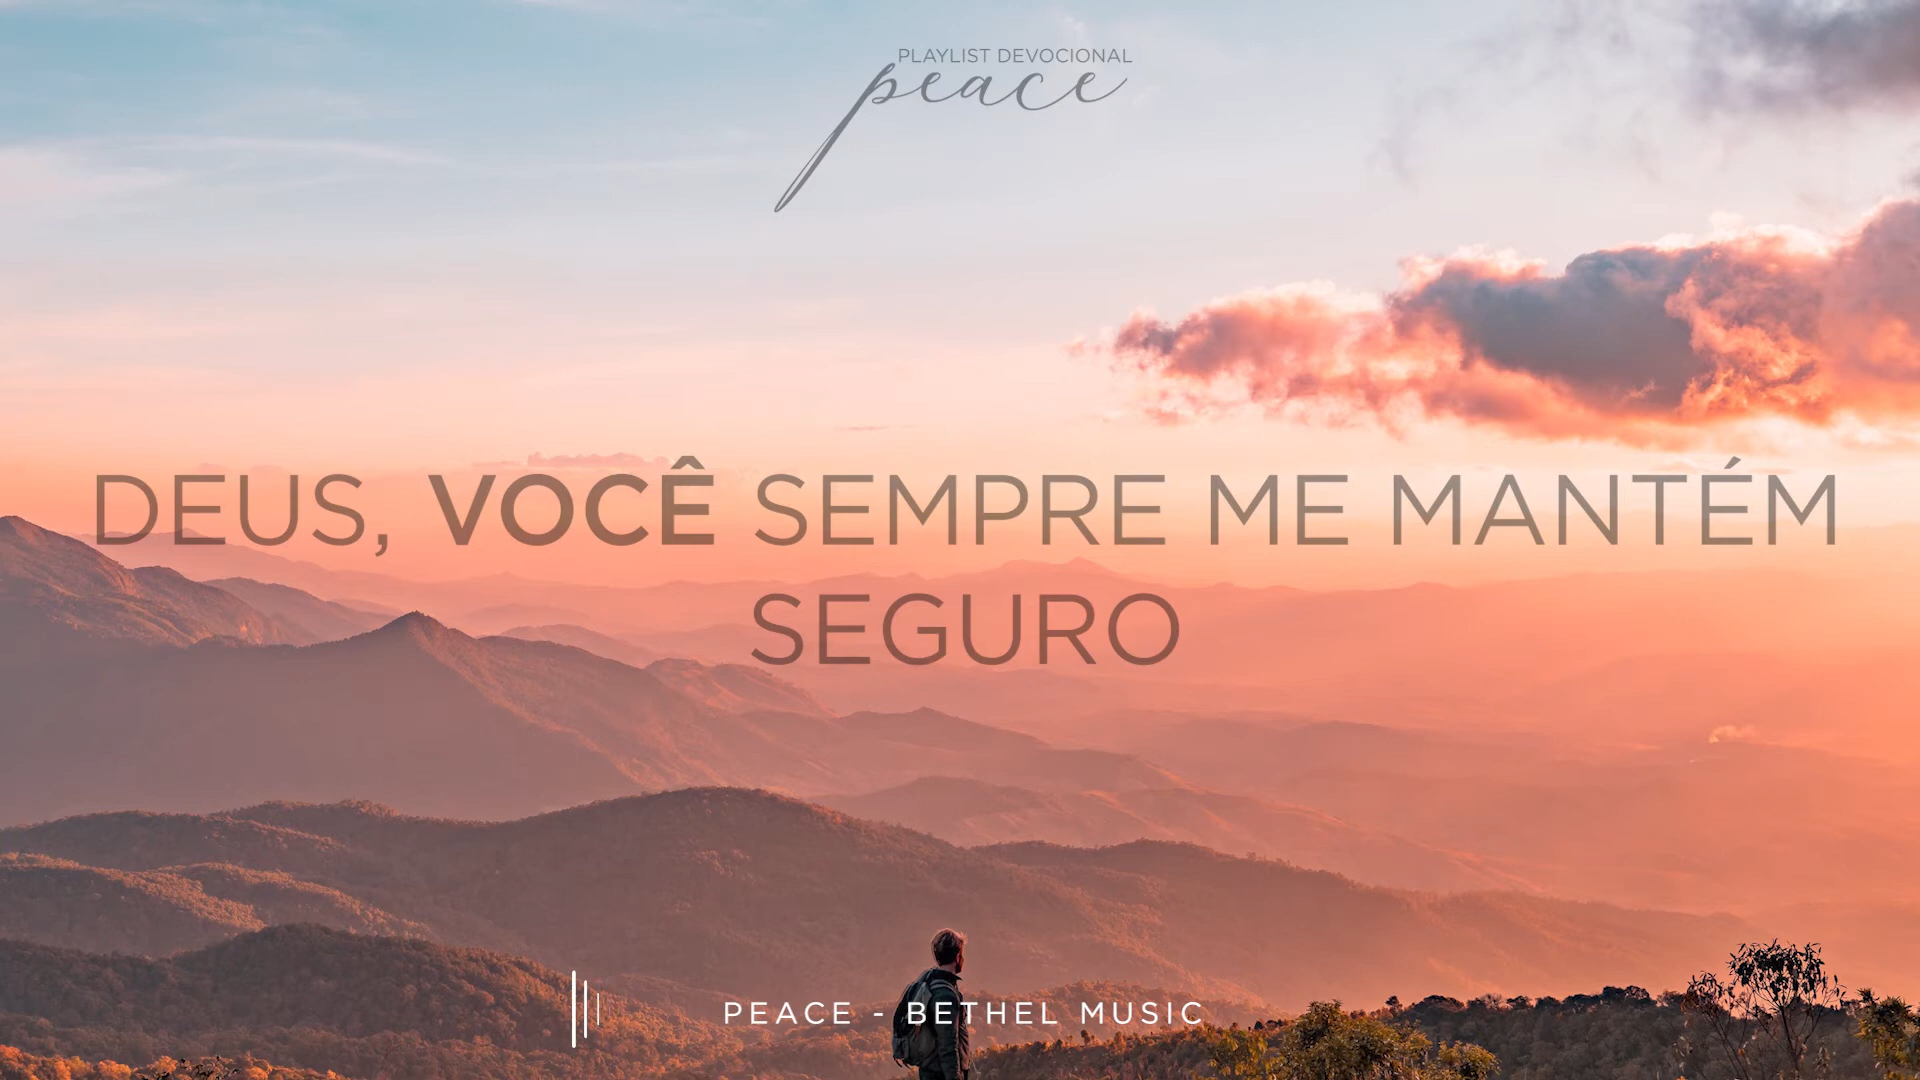 PLAYLIST DEVOCIONAL
peace
DEUS, VOCÊ SEMPRE ME MANTÉM
SEGURO
PEACE - BETHEL MUSIC